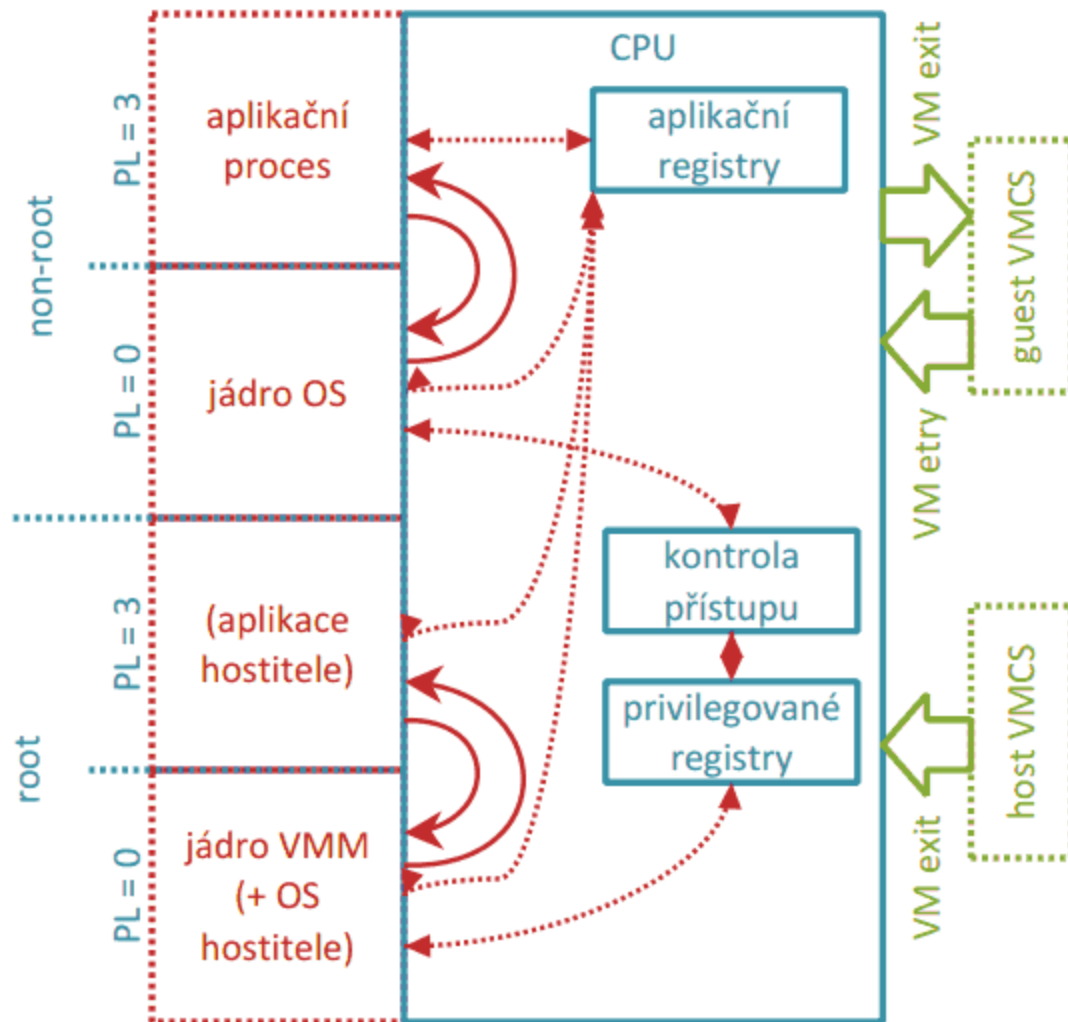 CPU
VM exit
PL = 3
aplikační
proces
aplikační
registry
non-root
guest VMCS
PL = 0
jádro OS
VM etry
kontrola
přístupu
PL = 3
(aplikace
hostitele)
host VMCS
privilegované
registry
root
PL = 0
jádro VMM
(+ OS
hostitele)
VM exit